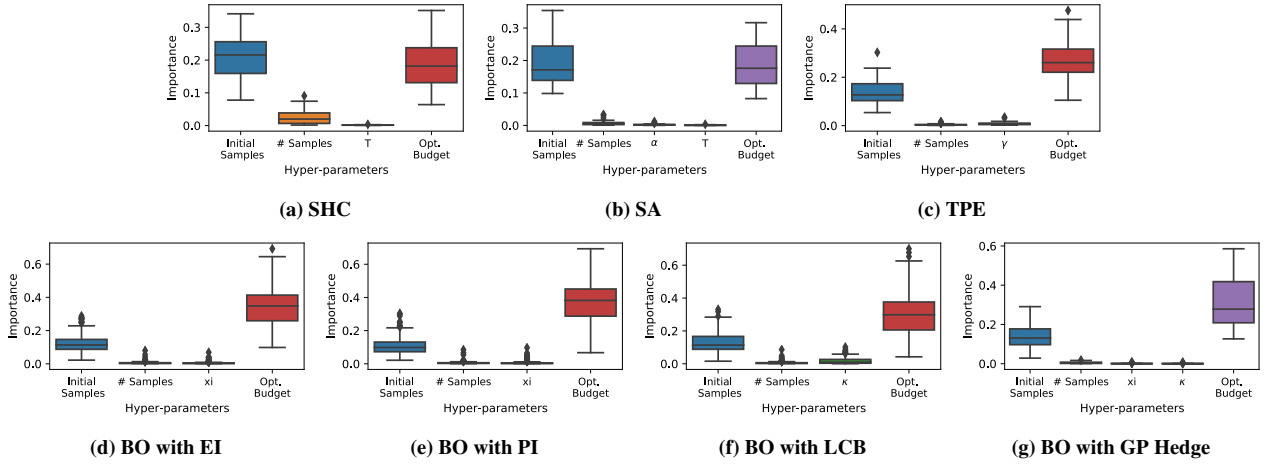 Importance
0.3
0.2
0.1
0.0
Initial Samples
# Samples
T
Opt. Budget
Hyper-parameters
(a) SHC
Importance
0.3
0.2
0.1
0.0
Initial Samples
# Samples
α
T
Opt. Budget
Hyper-parameters
(b) SA
Importance
0.4
0.2
0.0
Initial Samples
# Samples
γ
Opt. Budget
Hyper-parameters
(c) TPE
Importance
0.6
0.4
0.2
0.0
Initial Samples
# Samples
xi
Opt. Budget
Hyper-parameters
(d) BO with EI
Importance
0.6
0.4
0.2
0.0
Initial Samples
# Samples
xi
Opt. Budget
Hyper-parameters
(e) BO with PI
Importance
0.6
0.4
0.2
0.0
Initial Samples
# Samples
κ
Opt. Budget
Hyper-parameters
(f) BO with LCB
Importance
0.6
0.4
0.2
0.0
Initial Samples
# Samples
xi
κ
Opt. Budget
Hyper-parameters
(g) BO with GP Hedge